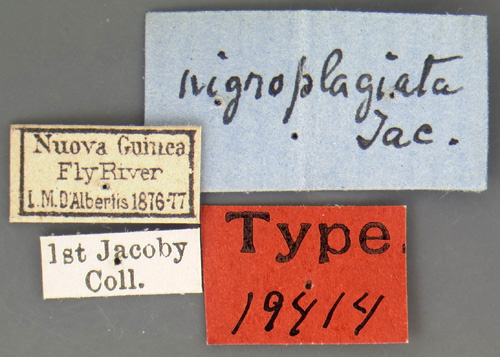 nigroplagiata
Jac.
Nuova Guinea
Fly River
L.M.D'Albertis 1876-77
1st Jacoby
Coll.
Type
19414